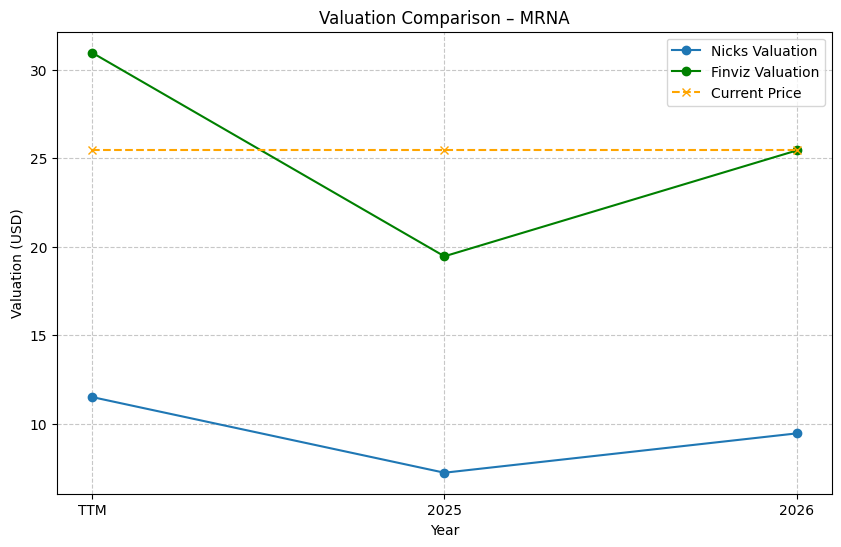 Valuation Comparison – MRNA
Nicks Valuation
Finviz Valuation
Current Price
Valuation (USD)
30
25
20
15
10
TTM
2025
2026
Year